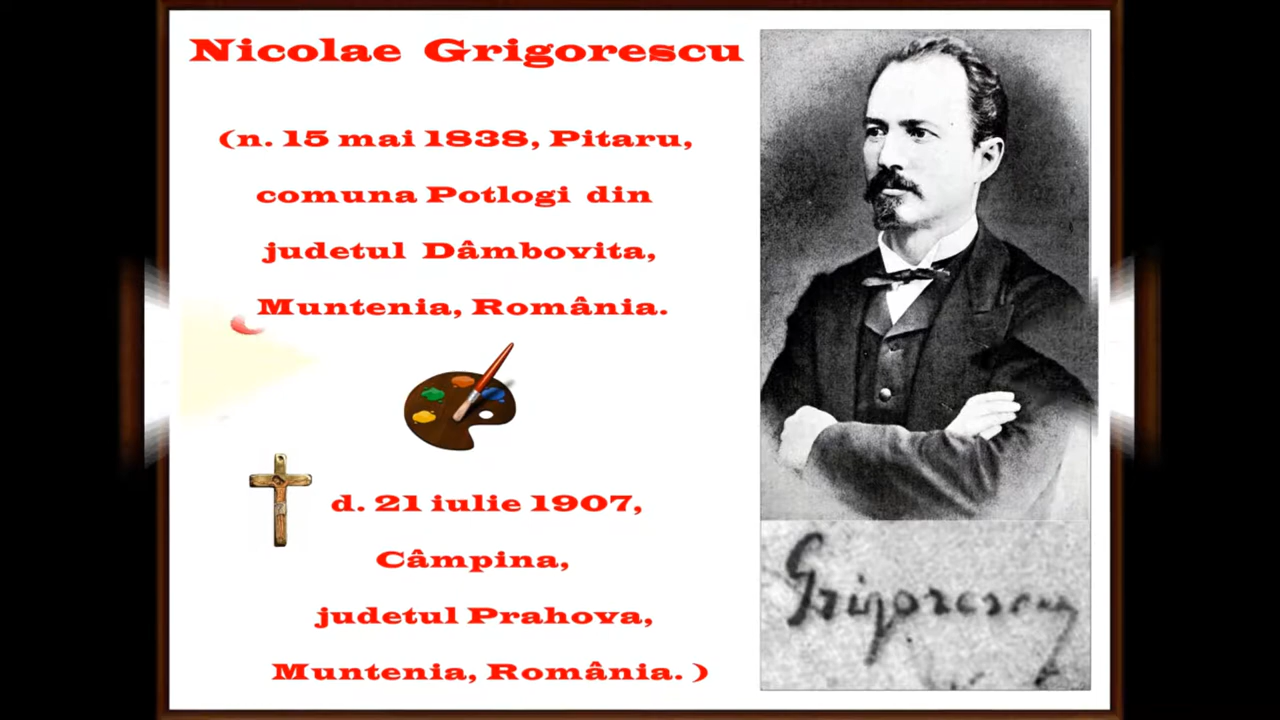 Nicolae Grigorescu
(n. 15 mai 1838, Pitaru,
comuna Potlogi din
judetul Dâmbovita,
Muntenia, România.
d. 21 iulie 1907,
Câmpina,
judetul Prahova,
Muntenia, România. )
Grigorescu